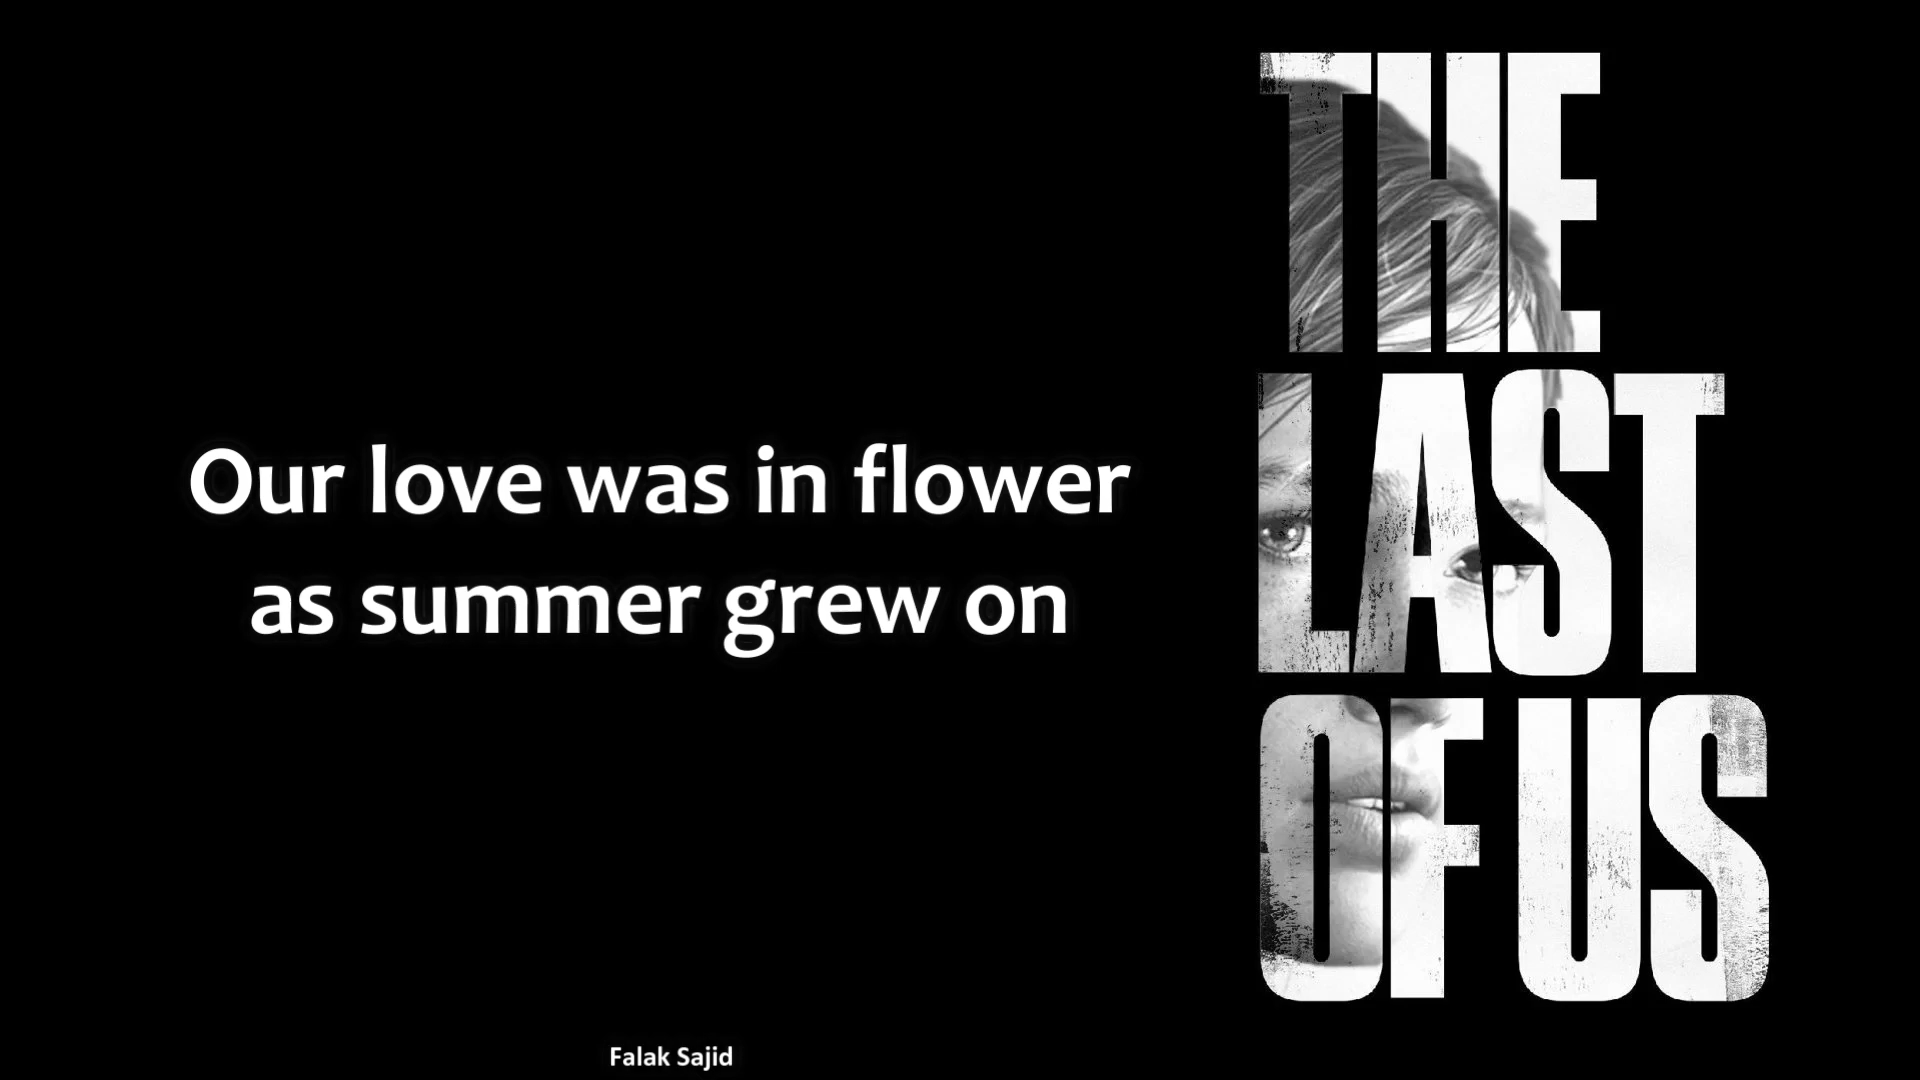 Our love was in flower
as summer grew on
THE
LAST
OF US
Falak Sajid